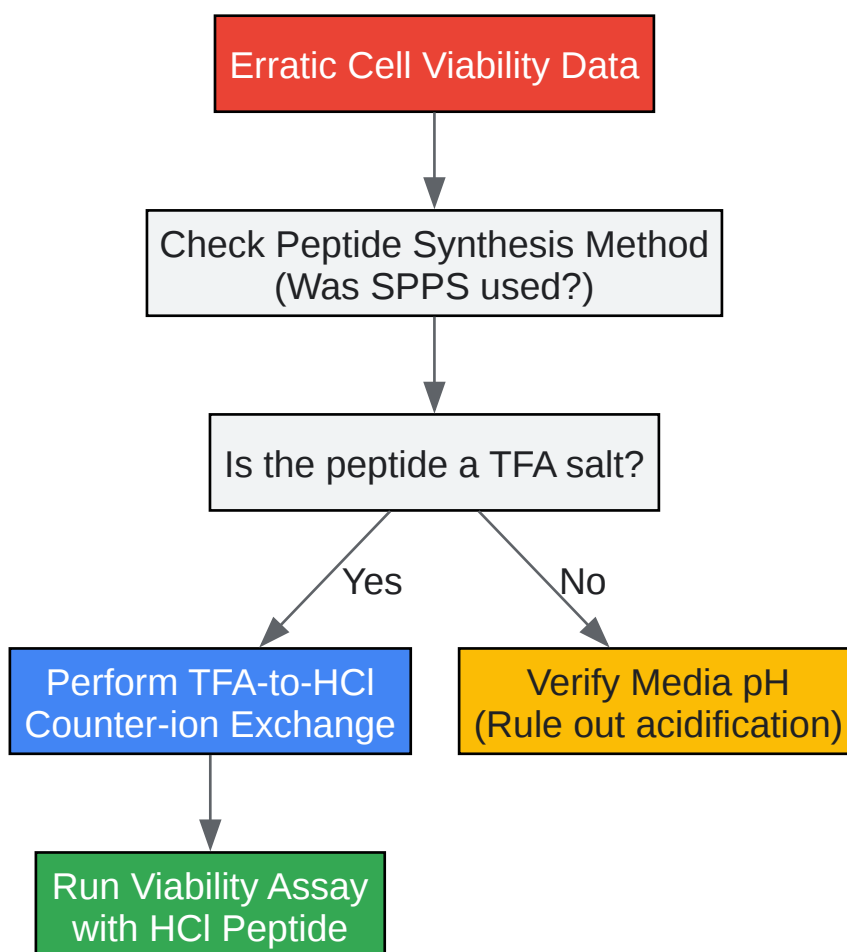 Erratic Cell Viability Data
Check Peptide Synthesis Method
(Was SPPS used?)
Is the peptide a TFA salt?
Yes
No
Perform TFA-to-HCl
Counter-ion Exchange
Verify Media pH
(Rule out acidification)
Run Viability Assay
with HCl Peptide